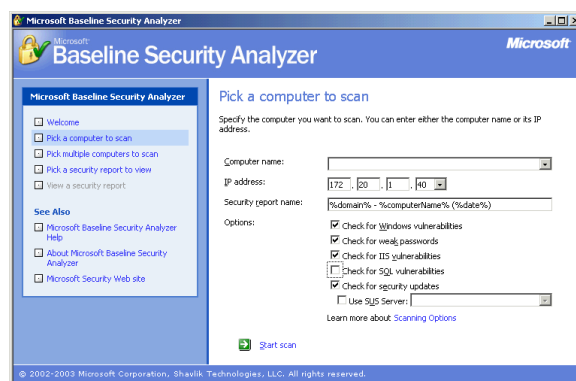 Microsoft Baseline Security Analyzer
Microsoft
Baseline Security Analyzer
Microsoft
Microsoft Baseline Security Analyzer
Welcome
Pick a computer to scan
Pick multiple computers to scan
Pick a security report to view
View a security report
See Also
Microsoft Baseline Security Analyzer
Help
About Microsoft Baseline Security
Analyzer
Microsoft Security Web site
Pick a computer to scan
Specify the computer you want to scan. You can enter either the computer name or its IP
address.
Computer name:
IP address: 172 . 20 . 1 . 40
Security report name: %domain% - %computerName% (%date%)
Options: Check for Windows vulnerabilities
Check for weak passwords
Check for IIS vulnerabilities
Check for SQL vulnerabilities
Check for security updates
Use SUS Server:
Learn more about Scanning Options
Start scan
© 2002-2003 Microsoft Corporation, Shavlik Technologies, LLC. All rights reserved.